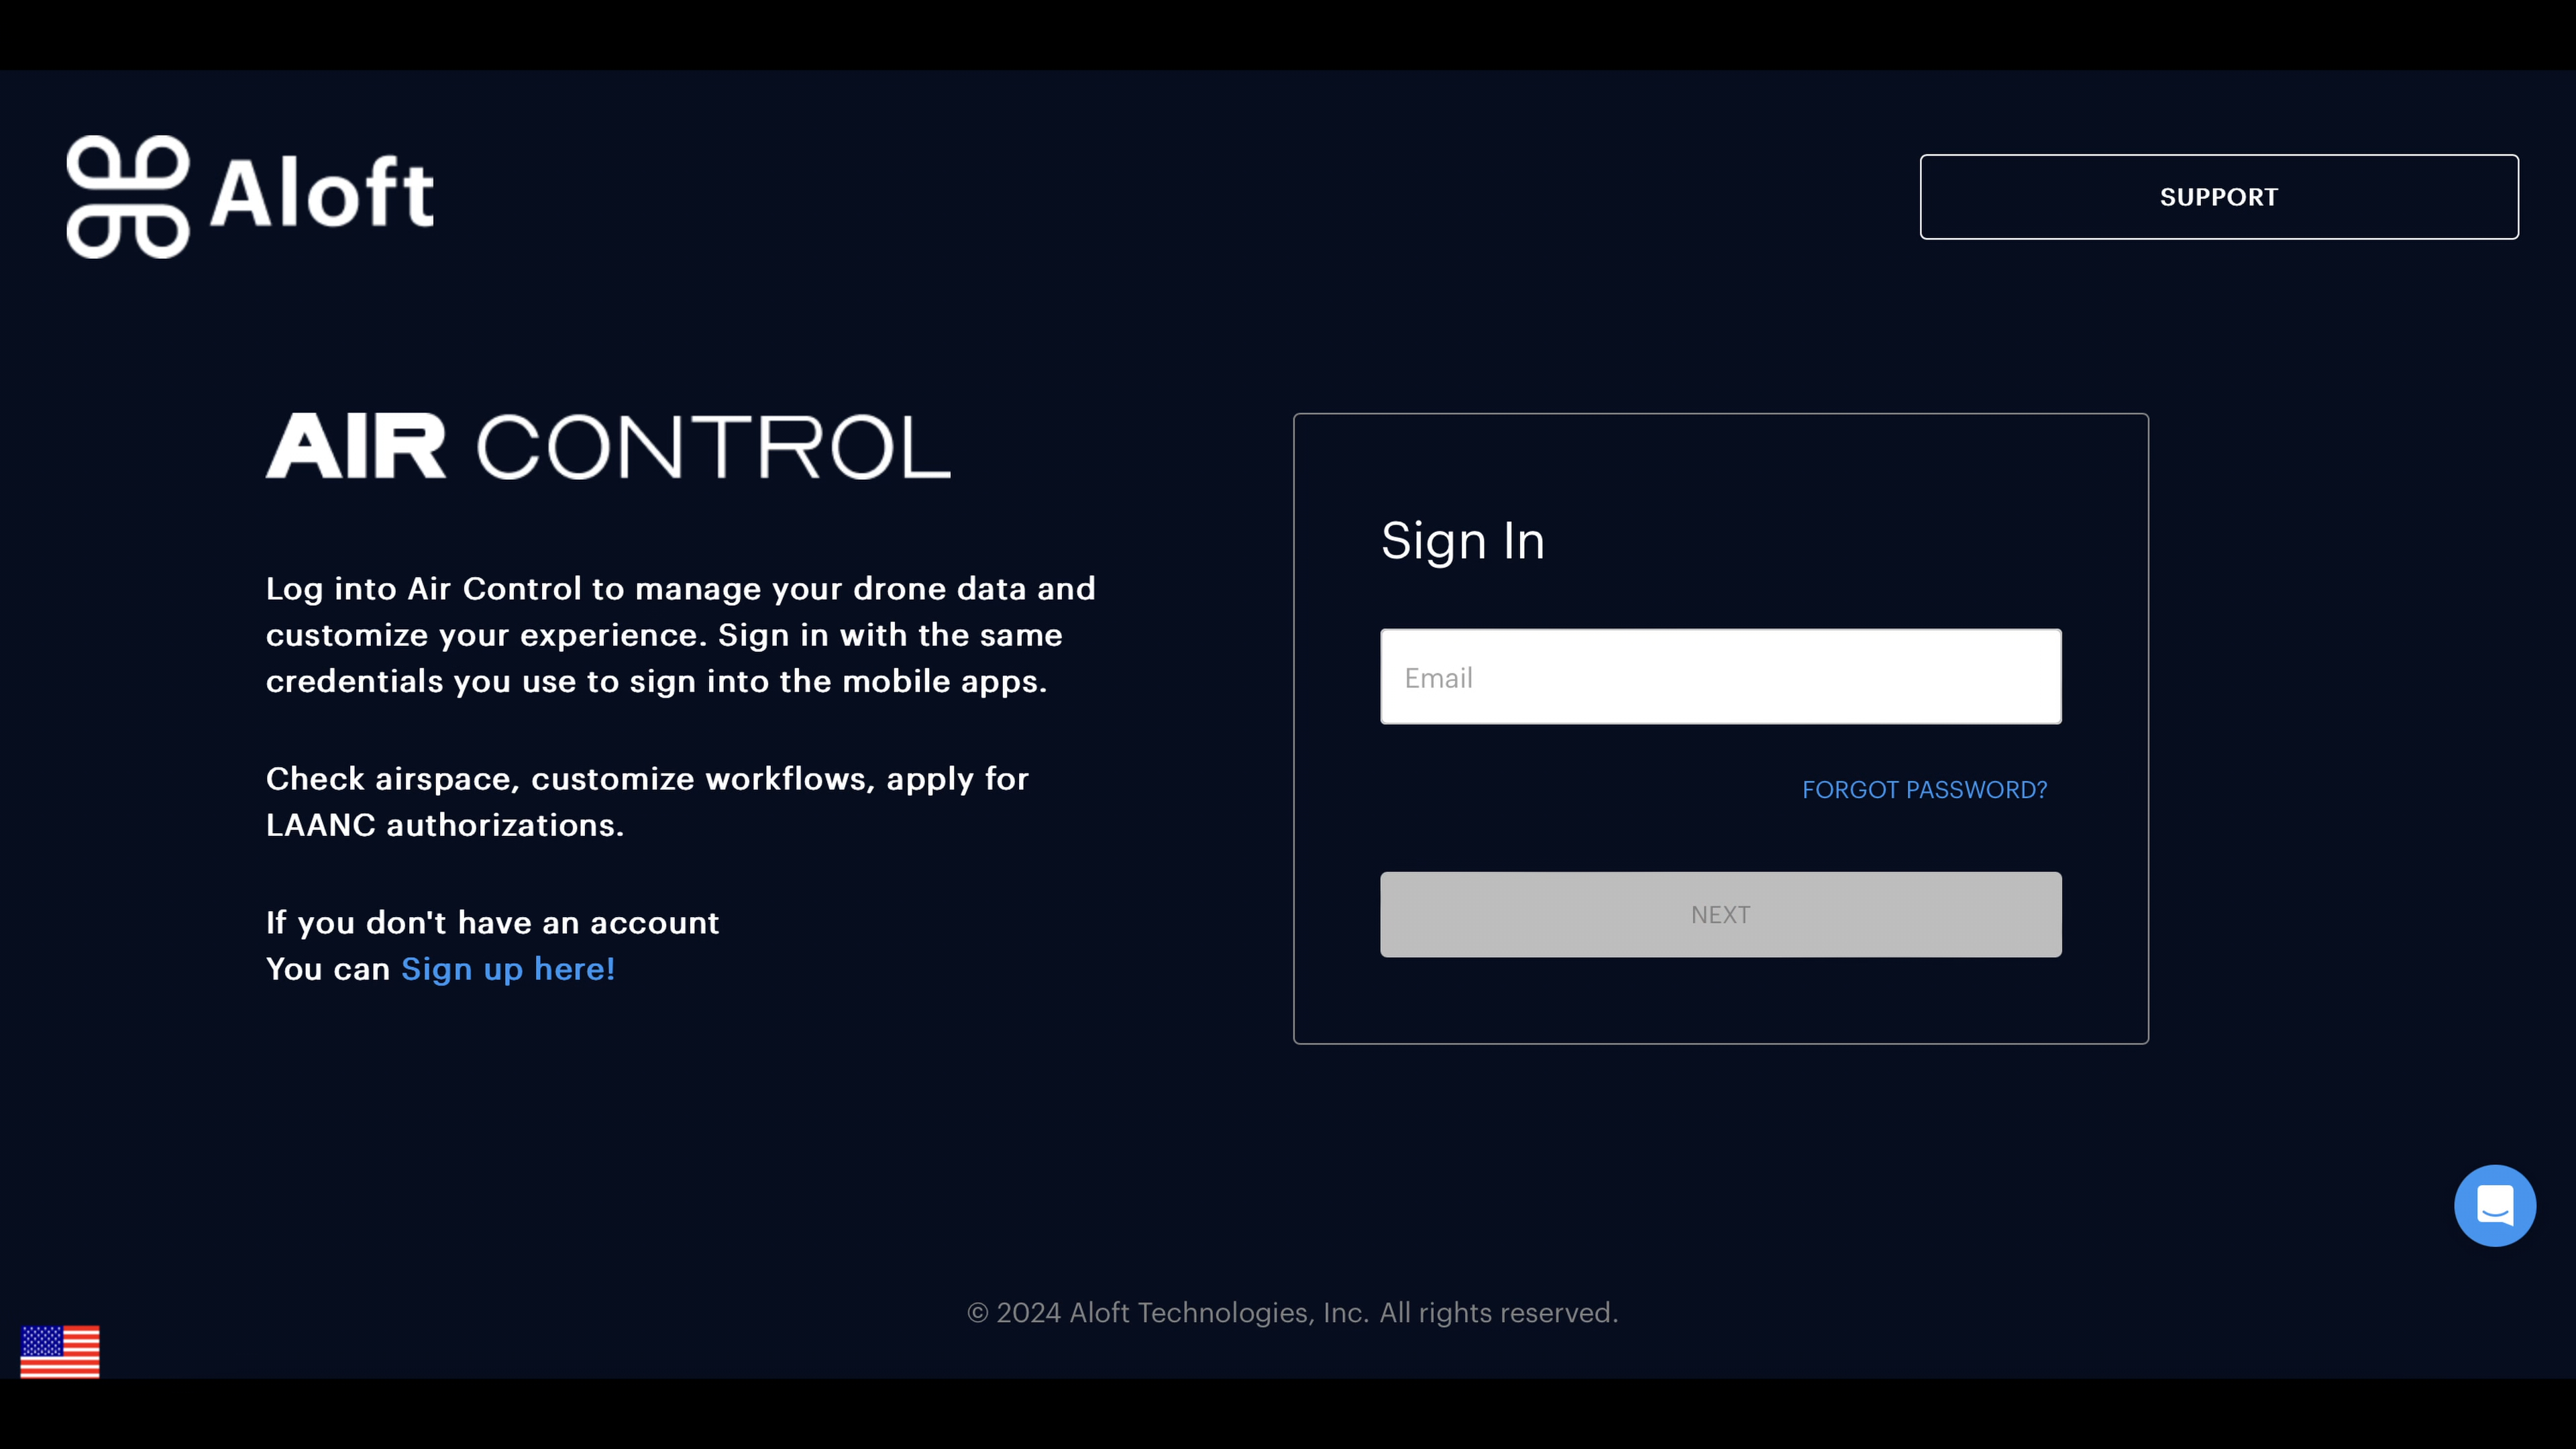 Aloft
SUPPORT
AIR CONTROL
Log into Air Control to manage your drone data and
customize your experience. Sign in with the same
credentials you use to sign into the mobile apps.
Check airspace, customize workflows, apply for
LAANC authorizations.
If you don't have an account
You can Sign up here!
Sign In
Email
FORGOT PASSWORD?
NEXT
© 2024 Aloft Technologies, Inc. All rights reserved.